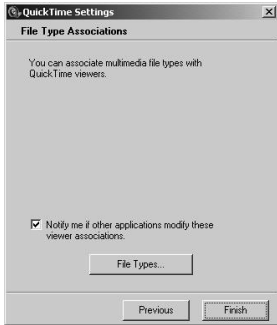 QuickTime Settings
File Type Associations
You can associate multimedia file types with
QuickTime viewers.
Notify me if other applications modify these
viewer associations.
File Types...
Previous
Finish